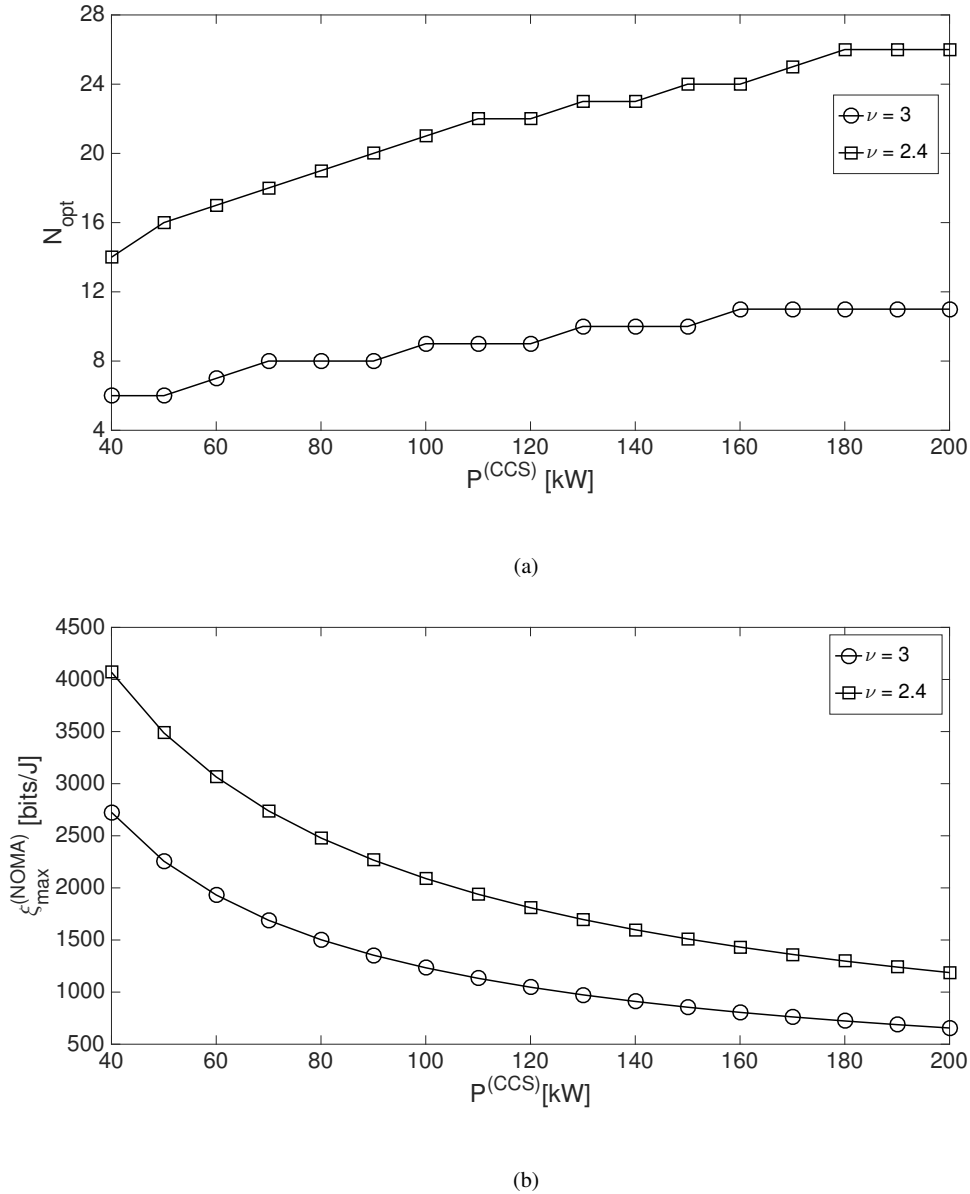 28
24
20
16
12
8
4
N_opt
ν = 3
ν = 2.4
40 60 80 100 120 140 160 180 200
P^(CCS) [kW]
(a)
4500
4000
3500
3000
2500
2000
1500
1000
500
ξ_max^(NOMA) [bits/J]
ν = 3
ν = 2.4
40 60 80 100 120 140 160 180 200
P^(CCS)[kW]
(b)